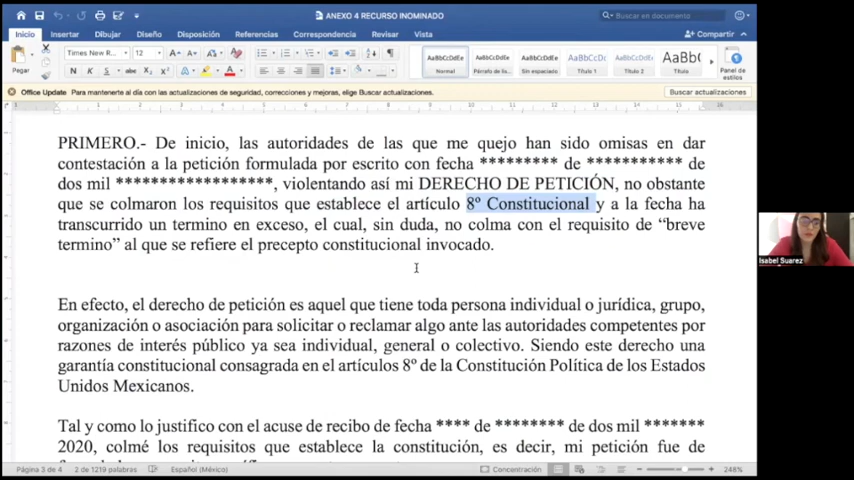 ANEXO 4 RECURSO INOMINADO
Buscar en documento
Inicio Insertar Dibujar Diseño Disposición Referencias Correspondencia Revisar Vista
Compartir
Times New R... 12
Pegar
N K S abc X₂ X²
AaBbCcDdEe AaBbCcDdEe AaBbCcDdEe AaBbCcDc AaBbCcDdEe AaBbC
Normal Párrafo de lis... Sin espaciado Título 1 Título 2 Título
Panel de estilos
Office Update Para mantenerte al día con las actualizaciones de seguridad, correcciones y mejoras, elige Buscar actualizaciones.
Buscar actualizaciones
PRIMERO.- De inicio, las autoridades de las que me quejo han sido omisas en dar
contestación a la petición formulada por escrito con fecha ********* de *********** de
dos mil ******************, violentando así mi DERECHO DE PETICIÓN, no obstante
que se colmaron los requisitos que establece el artículo 8º Constitucional y a la fecha ha
transcurrido un termino en exceso, el cual, sin duda, no colma con el requisito de “breve
termino” al que se refiere el precepto constitucional invocado.
En efecto, el derecho de petición es aquel que tiene toda persona individual o jurídica, grupo,
organización o asociación para solicitar o reclamar algo ante las autoridades competentes por
razones de interés público ya sea individual, general o colectivo. Siendo este derecho una
garantía constitucional consagrada en el artículos 8º de la Constitución Política de los Estados
Unidos Mexicanos.
Tal y como lo justifico con el acuse de recibo de fecha **** de ******** de dos mil *******
2020, colmé los requisitos que establece la constitución, es decir, mi petición fue de
Página 3 de 4 2 de 1219 palabras Español (México)
Concentración
248%
Isabel Suarez